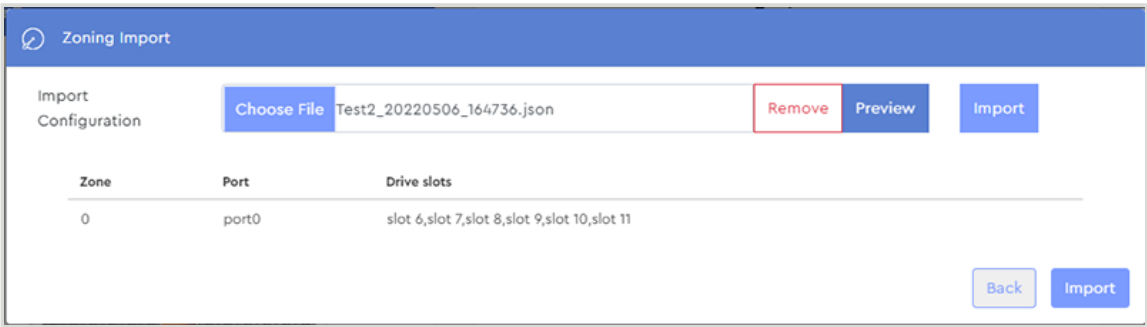 Zoning Import
Import
Configuration
Choose File Test2_20220506_164736.json Remove Preview Import
Zone Port Drive slots
0 port0 slot 6,slot 7,slot 8,slot 9,slot 10,slot 11
Back Import